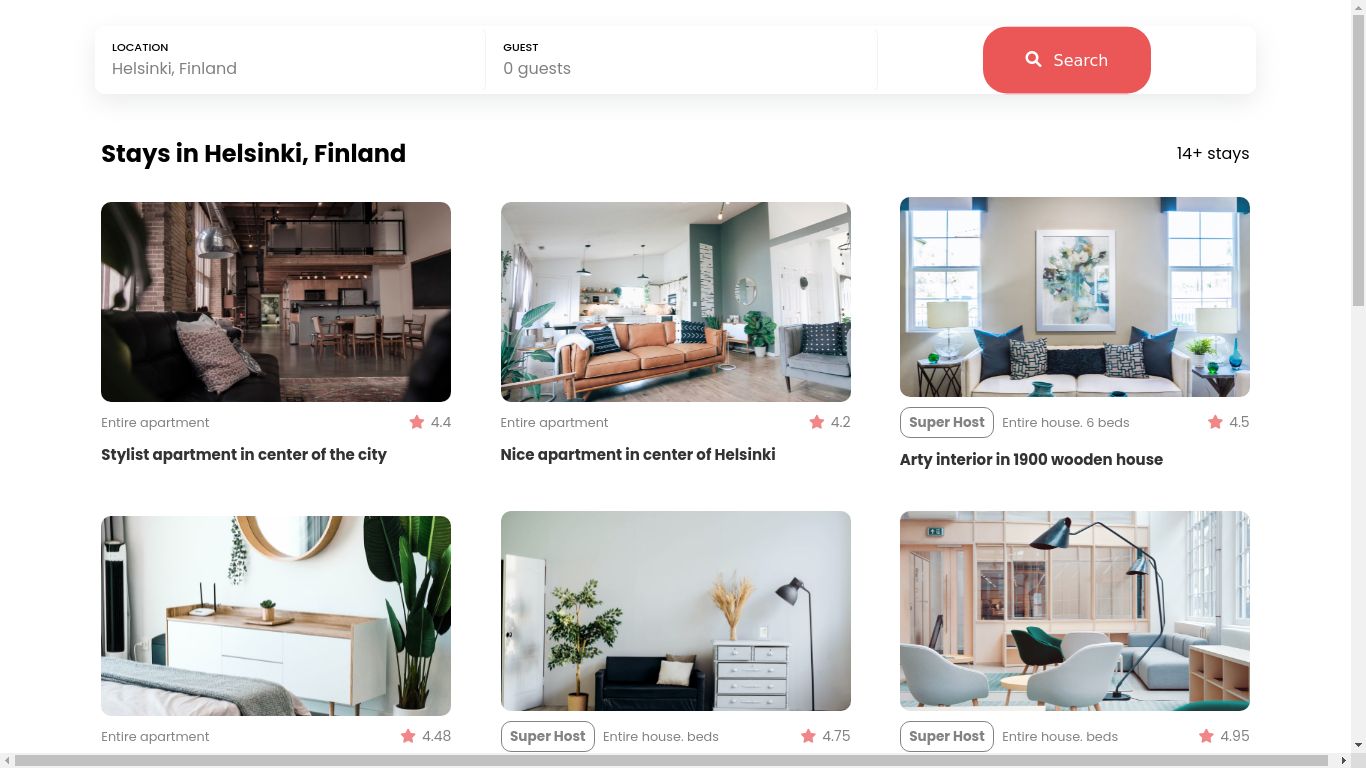 LOCATION
Helsinki, Finland
GUEST
0 guests
Search
Stays in Helsinki, Finland
14+ stays
Entire apartment
4.4
Stylist apartment in center of the city
Entire apartment
4.2
Nice apartment in center of Helsinki
Super Host
Entire house. 6 beds
4.5
Arty interior in 1900 wooden house
Entire apartment
4.48
Super Host
Entire house. beds
4.75
Super Host
Entire house. beds
4.95